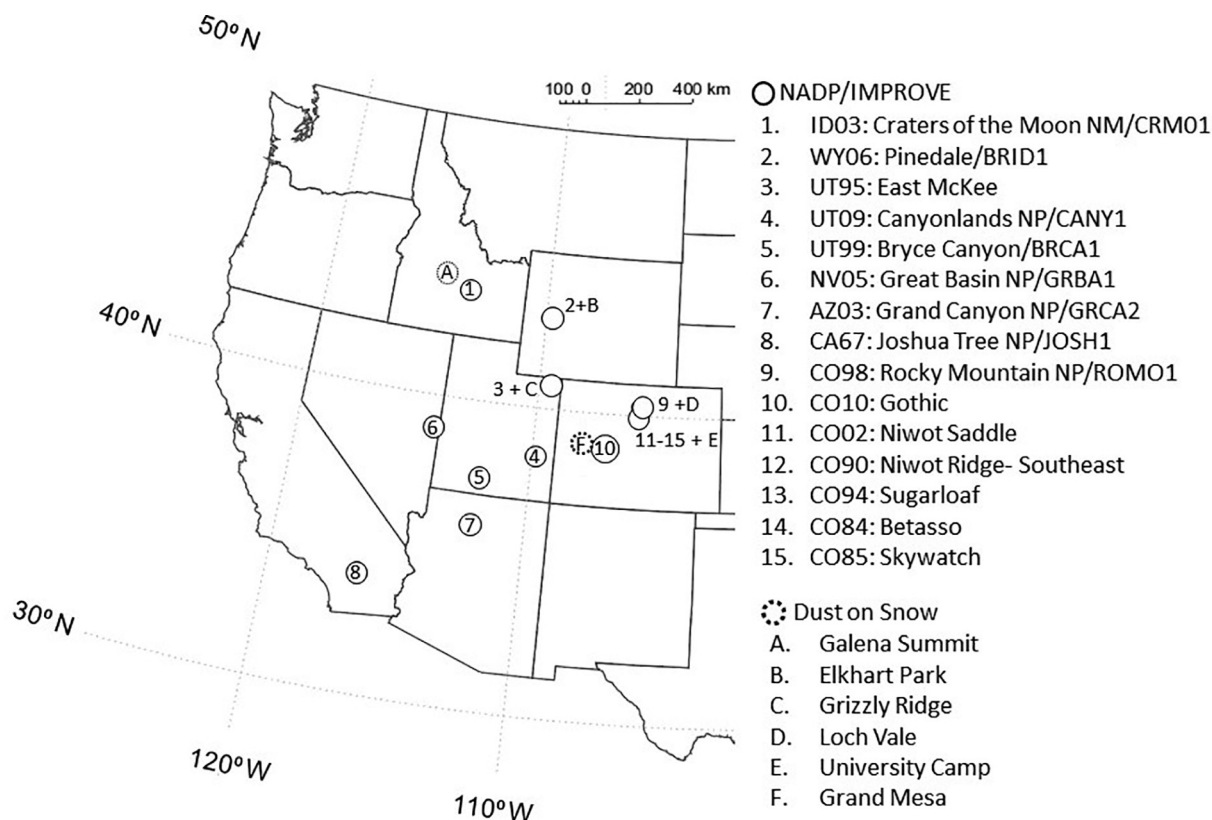 50°N
100 0 200 400 km
40°N
30°N
120°W
110°W
A
1
2+B
3 + C
9 +D
11-15 + E
F
10
6
4
5
7
8
NADP/IMPROVE
1. ID03: Craters of the Moon NM/CRM01
2. WY06: Pinedale/BRID1
3. UT95: East McKee
4. UT09: Canyonlands NP/CANY1
5. UT99: Bryce Canyon/BRCA1
6. NV05: Great Basin NP/GRBA1
7. AZ03: Grand Canyon NP/GRCA2
8. CA67: Joshua Tree NP/JOSH1
9. CO98: Rocky Mountain NP/ROMO1
10. CO10: Gothic
11. CO02: Niwot Saddle
12. CO90: Niwot Ridge- Southeast
13. CO94: Sugarloaf
14. CO84: Betasso
15. CO85: Skywatch
Dust on Snow
A. Galena Summit
B. Elkhart Park
C. Grizzly Ridge
D. Loch Vale
E. University Camp
F. Grand Mesa